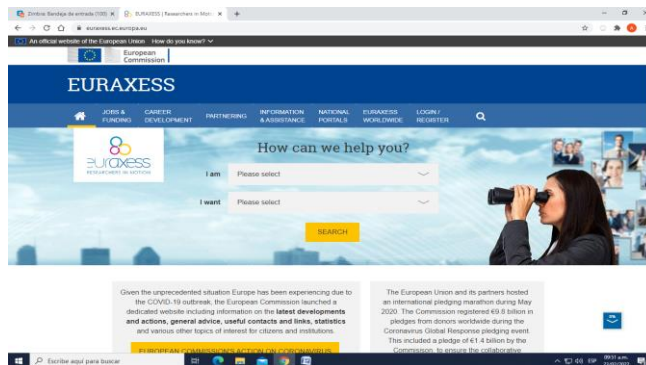 Zimbra: Bandeja de entrada (100)
EURAXESS | Researchers in Moti
euraxess.ec.europa.eu
An official website of the European Union How do you know?
European
Commission
EURAXESS
JOBS & FUNDING
CAREER DEVELOPMENT
PARTNERING
INFORMATION & ASSISTANCE
NATIONAL PORTALS
EURAXESS WORLDWIDE
LOGIN / REGISTER
euraxess
RESEARCHERS IN MOTION
How can we help you?
I am Please select
I want Please select
SEARCH
Given the unprecedented situation Europe has been experiencing due to
the COVID-19 outbreak, the European Commission launched a
dedicated website including information on the latest developments
and actions, general advice, useful contacts and links, statistics
and various other topics of interest for citizens and institutions.
EUROPEAN COMMISSION'S ACTION ON CORONAVIRUS
The European Union and its partners hosted
an international pledging marathon during May
2020. The Commission registered €9.8 billion in
pledges from donors worldwide during the
Coronavirus Global Response pledging event.
This included a pledge of €1.4 billion by the
Commission, to ensure the collaborative
Escribe aquí para buscar
ESP